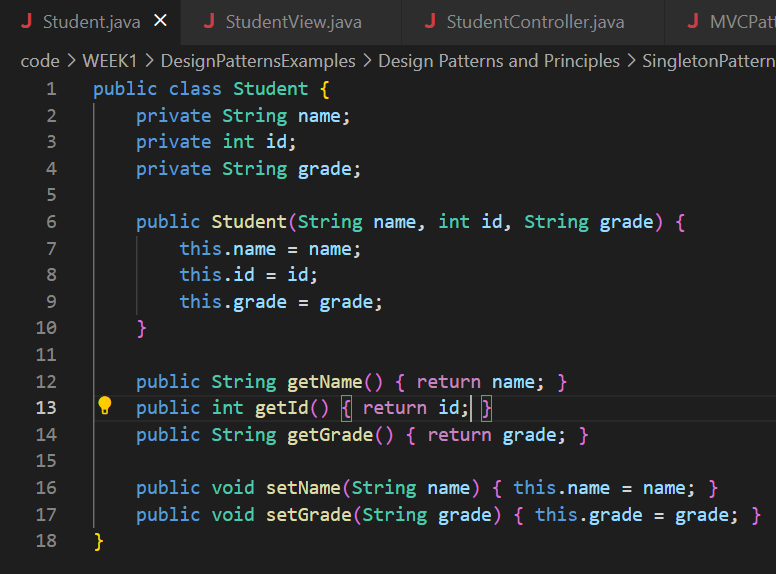 Student.java
StudentView.java
StudentController.java
MVCPatt
code > WEEK1 > DesignPatternsExamples > Design Patterns and Principles > SingletonPattern
1 public class Student {
2     private String name;
3     private int id;
4     private String grade;
5
6     public Student(String name, int id, String grade) {
7         this.name = name;
8         this.id = id;
9         this.grade = grade;
10     }
11
12     public String getName() { return name; }
13     public int getId() { return id; }
14     public String getGrade() { return grade; }
15
16     public void setName(String name) { this.name = name; }
17     public void setGrade(String grade) { this.grade = grade; }
18 }